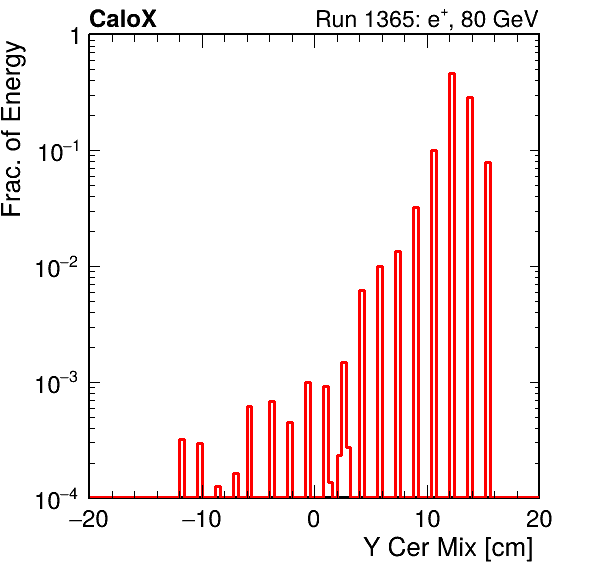 CaloX Run 1365: e⁺, 80 GeV
Frac. of Energy
1
10⁻¹
10⁻²
10⁻³
10⁻⁴
−20 −10 0 10 20
Y Cer Mix [cm]